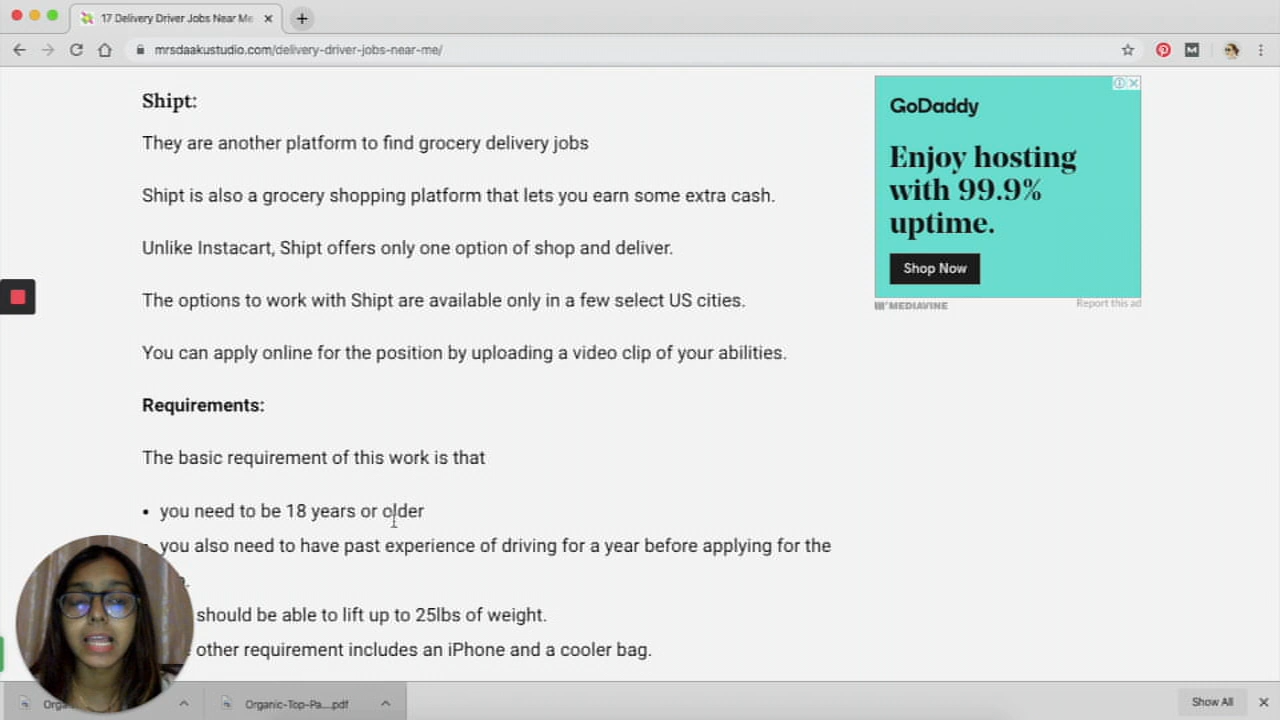 17 Delivery Driver Jobs Near Me
mrsdaakustudio.com/delivery-driver-jobs-near-me/
Shipt:
They are another platform to find grocery delivery jobs
Shipt is also a grocery shopping platform that lets you earn some extra cash.
Unlike Instacart, Shipt offers only one option of shop and deliver.
The options to work with Shipt are available only in a few select US cities.
You can apply online for the position by uploading a video clip of your abilities.
Requirements:
The basic requirement of this work is that
• you need to be 18 years or older
you also need to have past experience of driving for a year before applying for the
should be able to lift up to 25lbs of weight.
other requirement includes an iPhone and a cooler bag.
GoDaddy
Enjoy hosting
with 99.9%
uptime.
Shop Now
MEDIAVINE
Report this ad
Organic-Top-Pa....pdf
Show All